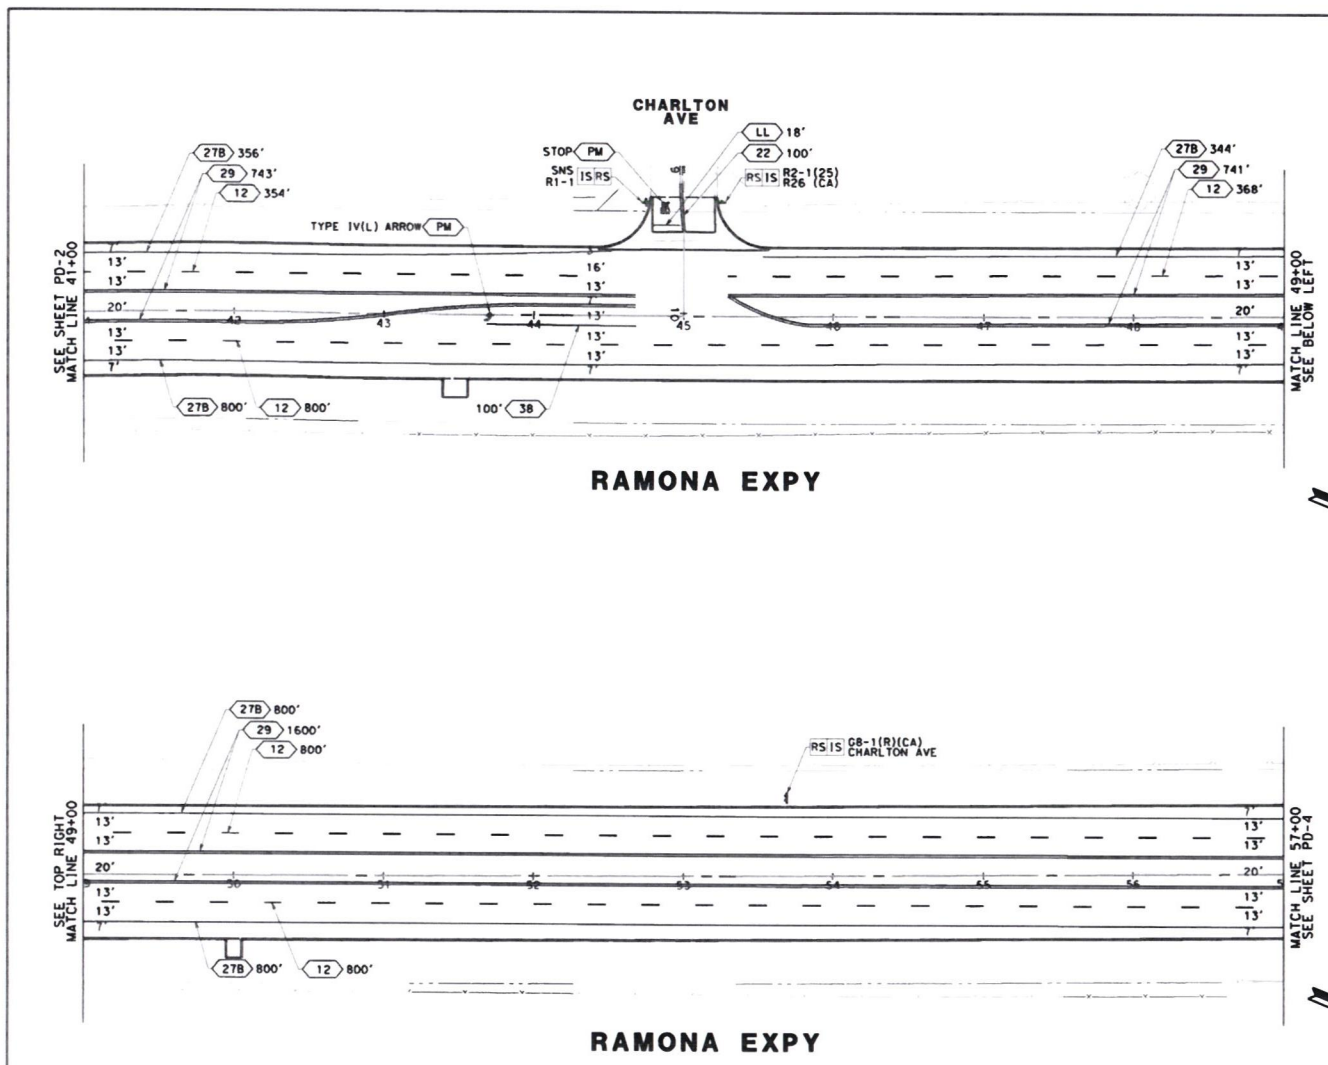 CHARLTON
AVE
LL 18'
22 100'
STOP PM
SNS
R1-1 IS RS
RS IS R2-1(25)
R26 (CA)
27B 356'
29 743'
12 354'
27B 344'
29 741'
12 368'
TYPE IV(L) ARROW PM
SEE SHEET PD-2
MATCH LINE 41+00
7'
13'
13'
20'
13'
13'
7'
16'
7'
13'
13'
13'
7'
7'
13'
13'
20'
13'
13'
7'
42
43
44
45
46
47
48
10
MATCH LINE 49+00
SEE BELOW LEFT
27B 800'
12 800'
100' 38
RAMONA EXPY
27B 800'
29 1600'
12 800'
RS IS G8-1(R)(CA)
CHARLTON AVE
SEE TOP RIGHT
MATCH LINE 49+00
7'
13'
13'
20'
13'
13'
7'
7'
13'
13'
20'
13'
13'
7'
50
51
52
53
54
55
56
MATCH LINE 57+00
SEE SHEET PD-4
27B 800'
12 800'
RAMONA EXPY